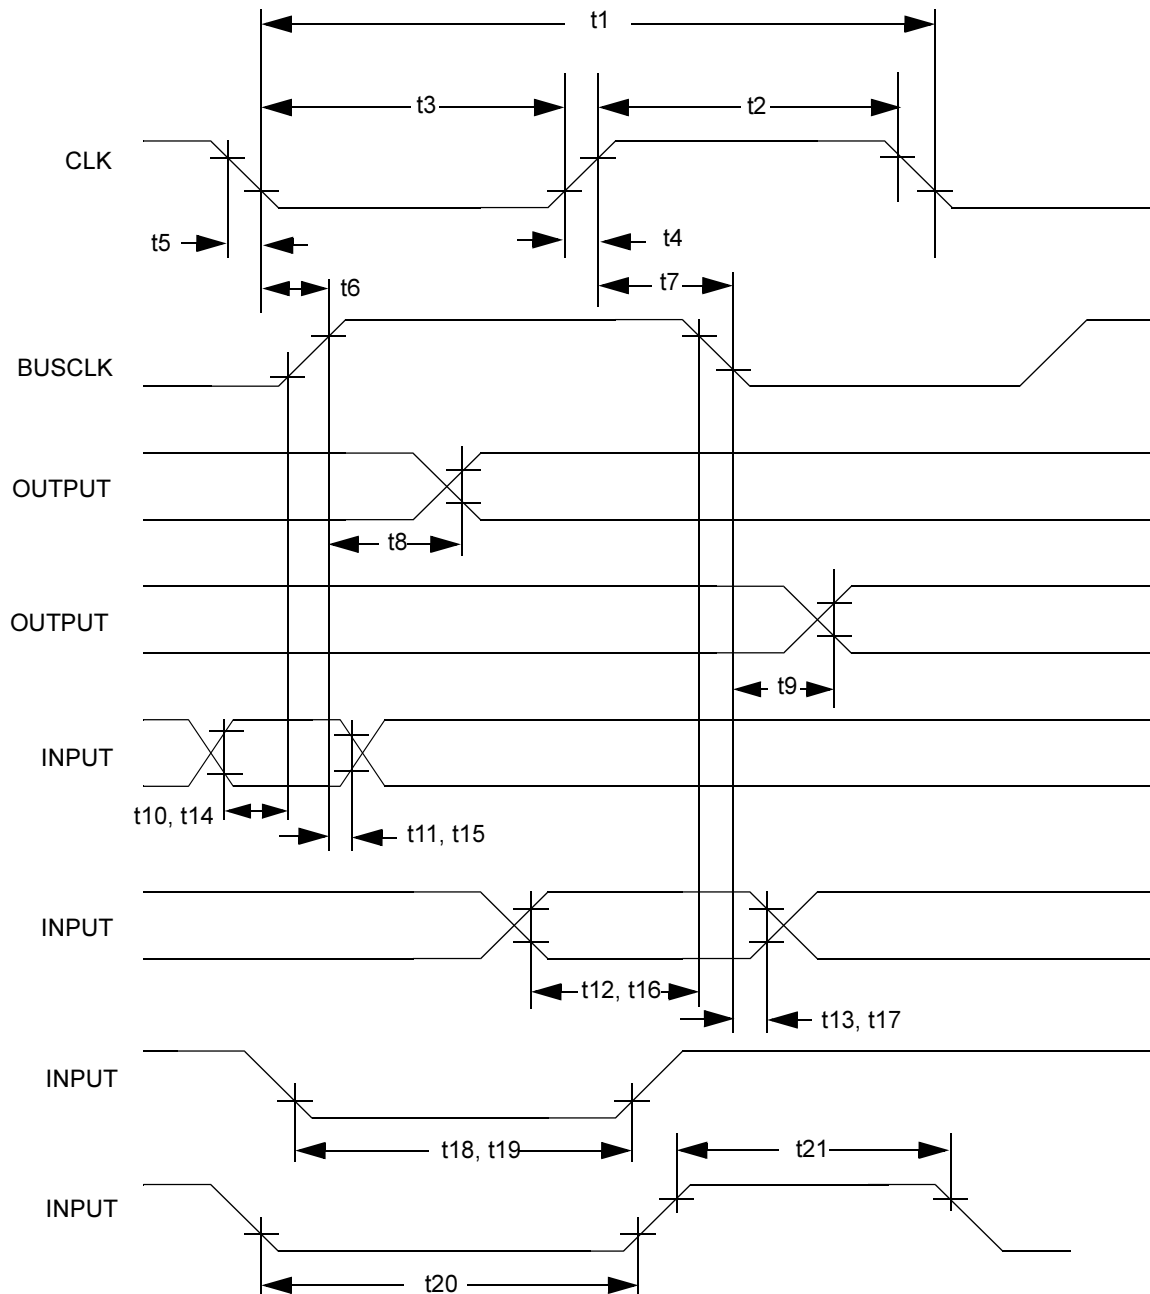 t1
t3
t2
CLK
t5
t4
t6
t7
BUSCLK
OUTPUT
t8
OUTPUT
t9
INPUT
t10, t14
t11, t15
INPUT
t12, t16
t13, t17
INPUT
t18, t19
t21
INPUT
t20